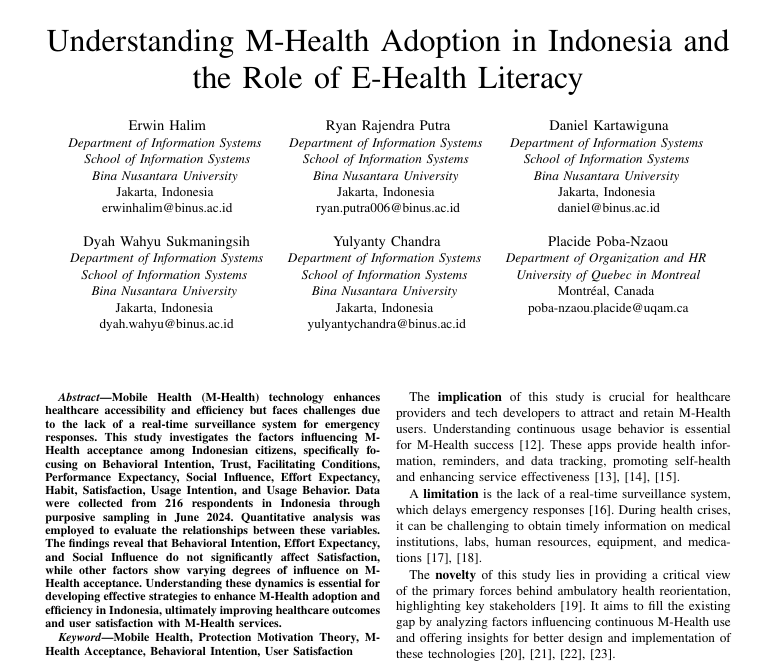 Understanding M-Health Adoption in Indonesia and
the Role of E-Health Literacy
Erwin Halim
Department of Information Systems
School of Information Systems
Bina Nusantara University
Jakarta, Indonesia
erwinhalim@binus.ac.id
Ryan Rajendra Putra
Department of Information Systems
School of Information Systems
Bina Nusantara University
Jakarta, Indonesia
ryan.putra006@binus.ac.id
Daniel Kartawiguna
Department of Information Systems
School of Information Systems
Bina Nusantara University
Jakarta, Indonesia
daniel@binus.ac.id
Dyah Wahyu Sukmaningsih
Department of Information Systems
School of Information Systems
Bina Nusantara University
Jakarta, Indonesia
dyah.wahyu@binus.ac.id
Yulyanty Chandra
Department of Information Systems
School of Information Systems
Bina Nusantara University
Jakarta, Indonesia
yulyantychandra@binus.ac.id
Placide Poba-Nzaou
Department of Organization and HR
University of Quebec in Montreal
Montréal, Canada
poba-nzaou.placide@uqam.ca
Abstract—Mobile Health (M-Health) technology enhances
healthcare accessibility and efficiency but faces challenges due
to the lack of a real-time surveillance system for emergency
responses. This study investigates the factors influencing M-
Health acceptance among Indonesian citizens, specifically fo-
cusing on Behavioral Intention, Trust, Facilitating Conditions,
Performance Expectancy, Social Influence, Effort Expectancy,
Habit, Satisfaction, Usage Intention, and Usage Behavior. Data
were collected from 216 respondents in Indonesia through
purposive sampling in June 2024. Quantitative analysis was
employed to evaluate the relationships between these variables.
The findings reveal that Behavioral Intention, Effort Expectancy,
and Social Influence do not significantly affect Satisfaction,
while other factors show varying degrees of influence on M-
Health acceptance. Understanding these dynamics is essential for
developing effective strategies to enhance M-Health adoption and
efficiency in Indonesia, ultimately improving healthcare outcomes
and user satisfaction with M-Health services.
Keyword—Mobile Health, Protection Motivation Theory, M-
Health Acceptance, Behavioral Intention, User Satisfaction
The implication of this study is crucial for healthcare
providers and tech developers to attract and retain M-Health
users. Understanding continuous usage behavior is essential
for M-Health success [12]. These apps provide health infor-
mation, reminders, and data tracking, promoting self-health
and enhancing service effectiveness [13], [14], [15].
A limitation is the lack of a real-time surveillance system,
which delays emergency responses [16]. During health crises,
it can be challenging to obtain timely information on medical
institutions, labs, human resources, equipment, and medica-
tions [17], [18].
The novelty of this study lies in providing a critical view
of the primary forces behind ambulatory health reorientation,
highlighting key stakeholders [19]. It aims to fill the existing
gap by analyzing factors influencing continuous M-Health use
and offering insights for better design and implementation of
these technologies [20], [21], [22], [23].